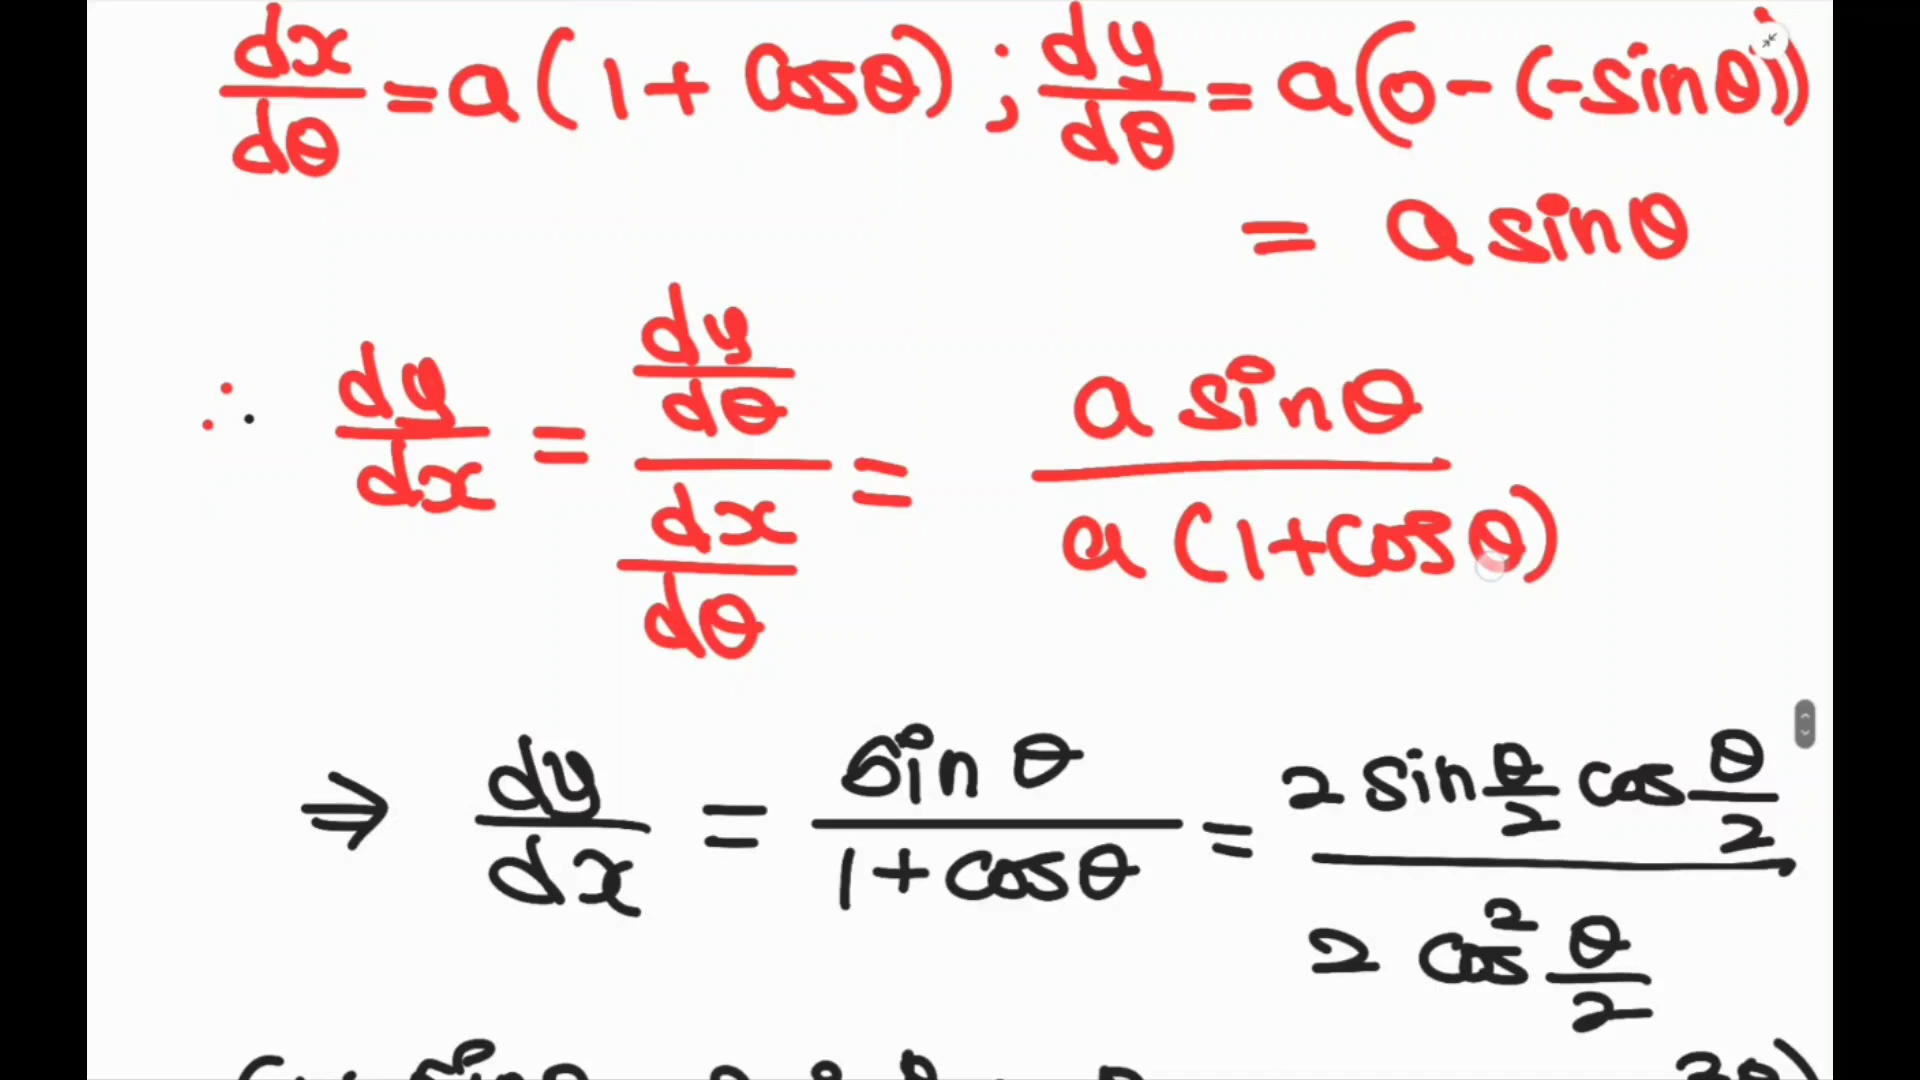 dx/dθ = a(1 + cosθ) ; dy/dθ = a(0 - (-sinθ))
= a sinθ
∴ dy/dx = (dy/dθ)/(dx/dθ) = a sinθ / a(1+cosθ)
⇒ dy/dx = sin θ / 1 + cosθ = 2 sin θ/2 cos θ/2 / 2 cos² θ/2